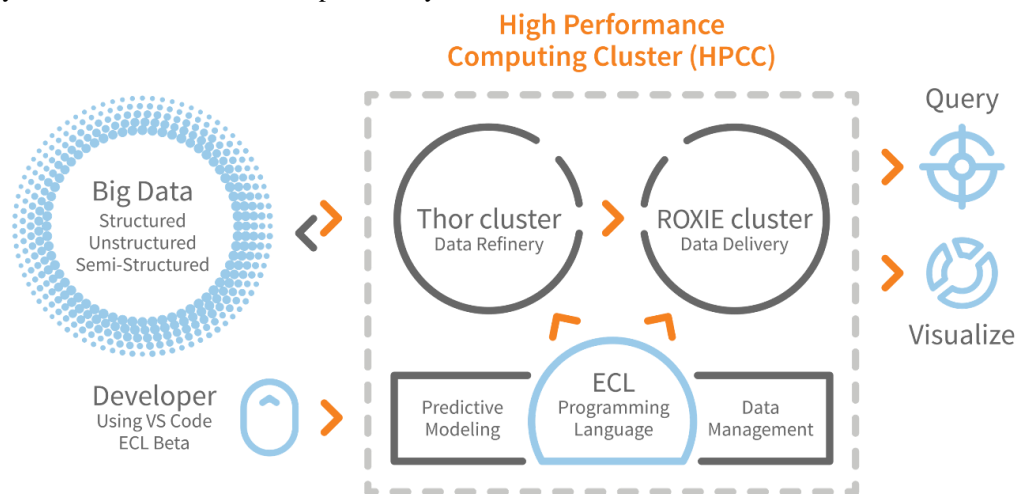 High Performance
Computing Cluster (HPCC)
Big Data
Structured
Unstructured
Semi-Structured
Thor cluster
Data Refinery
ROXIE cluster
Data Delivery
Query
Visualize
Developer
Using VS Code
ECL Beta
Predictive
Modeling
ECL
Programming
Language
Data
Management